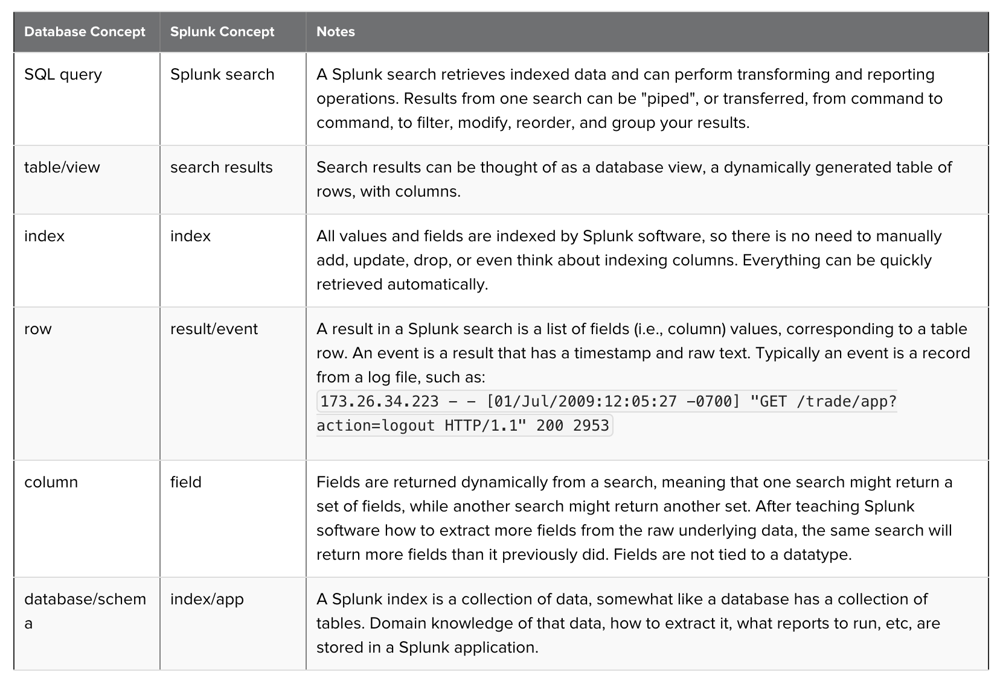 Database Concept Splunk Concept Notes
SQL query Splunk search A Splunk search retrieves indexed data and can perform transforming and reporting
operations. Results from one search can be "piped", or transferred, from command to
command, to filter, modify, reorder, and group your results.
table/view search results Search results can be thought of as a database view, a dynamically generated table of
rows, with columns.
index index All values and fields are indexed by Splunk software, so there is no need to manually
add, update, drop, or even think about indexing columns. Everything can be quickly
retrieved automatically.
row result/event A result in a Splunk search is a list of fields (i.e., column) values, corresponding to a table
row. An event is a result that has a timestamp and raw text. Typically an event is a record
from a log file, such as:
173.26.34.223 - - [01/Jul/2009:12:05:27 -0700] "GET /trade/app?
action=logout HTTP/1.1" 200 2953
column field Fields are returned dynamically from a search, meaning that one search might return a
set of fields, while another search might return another set. After teaching Splunk
software how to extract more fields from the raw underlying data, the same search will
return more fields than it previously did. Fields are not tied to a datatype.
database/schem index/app A Splunk index is a collection of data, somewhat like a database has a collection of
a tables. Domain knowledge of that data, how to extract it, what reports to run, etc, are
stored in a Splunk application.